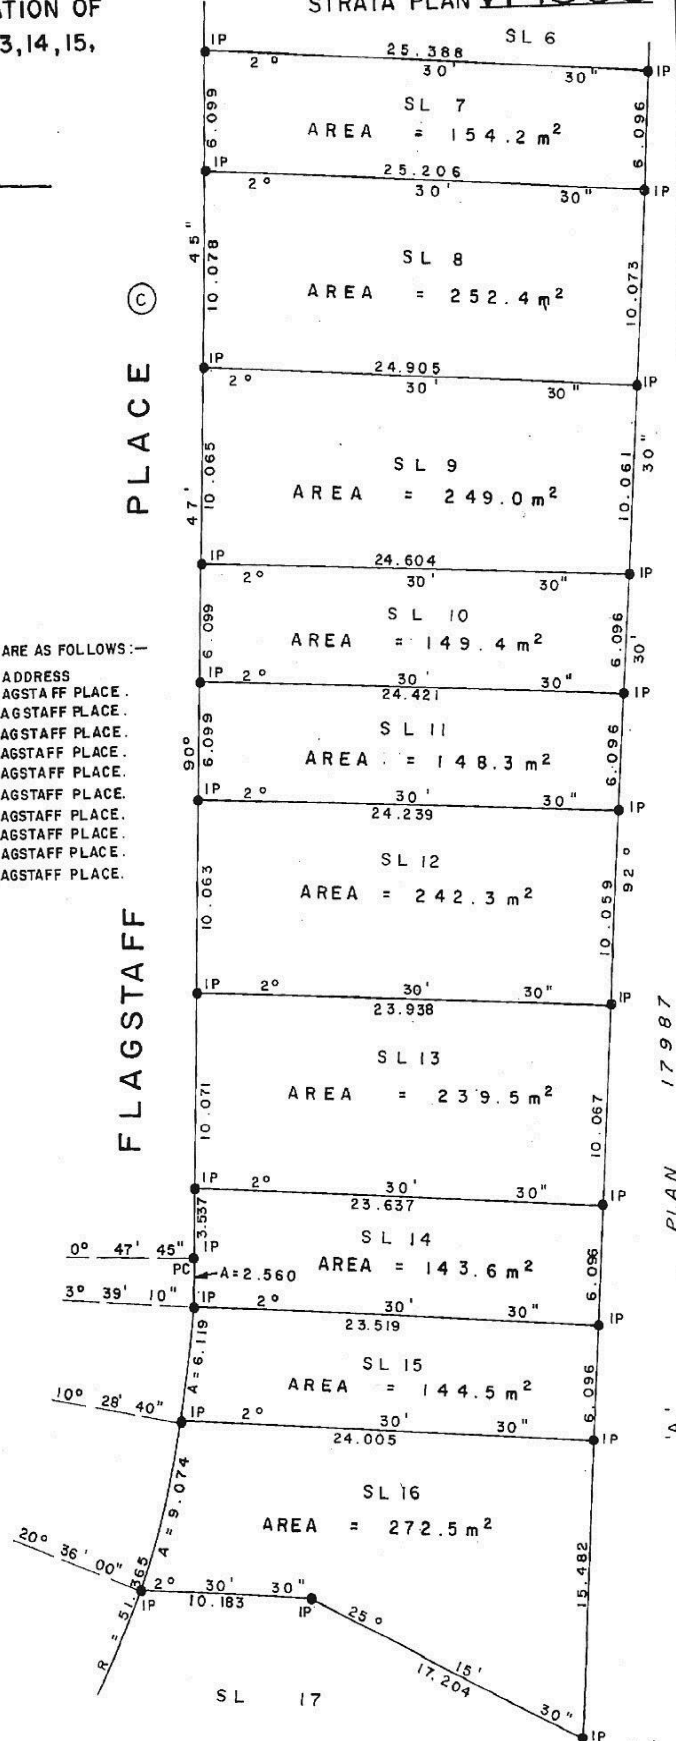 ATION OF
3,14,15,
STRATA PLAN
SL 6
IP
25.388
2° 30' 30"
IP
6.099
SL 7
AREA = 154.2 m²
6.096
IP
25.206
2° 30' 30"
IP
45"
10.078
SL 8
AREA = 252.4 m²
10.073
C
IP
24.905
2° 30' 30"
IP
PLACE
47'
10.065
SL 9
AREA = 249.0 m²
10.061
30"
IP
24.604
2° 30' 30"
IP
6.099
SL 10
AREA = 149.4 m²
6.096
30'
ARE AS FOLLOWS:—
ADDRESS
AGSTAFF PLACE.
AGSTAFF PLACE.
AGSTAFF PLACE.
AGSTAFF PLACE.
AGSTAFF PLACE.
AGSTAFF PLACE.
AGSTAFF PLACE.
AGSTAFF PLACE.
AGSTAFF PLACE.
AGSTAFF PLACE.
IP 2° 30' 30"
24.421
IP
90°
6.099
SL 11
AREA = 148.3 m²
6.096
IP 2° 30' 30"
24.239
IP
10.063
SL 12
AREA = 242.3 m²
10.059
92°
FLAGSTAFF
IP 2° 30' 30"
23.938
IP
10.071
SL 13
AREA = 239.5 m²
10.067
PLAN 17987
IP 2° 30' 30"
23.637
IP
3.537
SL 14
AREA = 143.6 m²
6.096
0° 47' 45"
IP
PC
A=2.560
3° 39' 10"
IP 2° 30' 30"
23.519
IP
A=6.119
SL 15
AREA = 144.5 m²
6.096
'A'
10° 28' 40"
IP 2° 30' 30"
24.005
IP
A = 9.074
SL 16
AREA = 272.5 m²
15.482
20° 36' 00"
R = 51.365
IP
2° 30' 30"
10.183
IP
25° 15' 30"
17.204
IP
SL 17